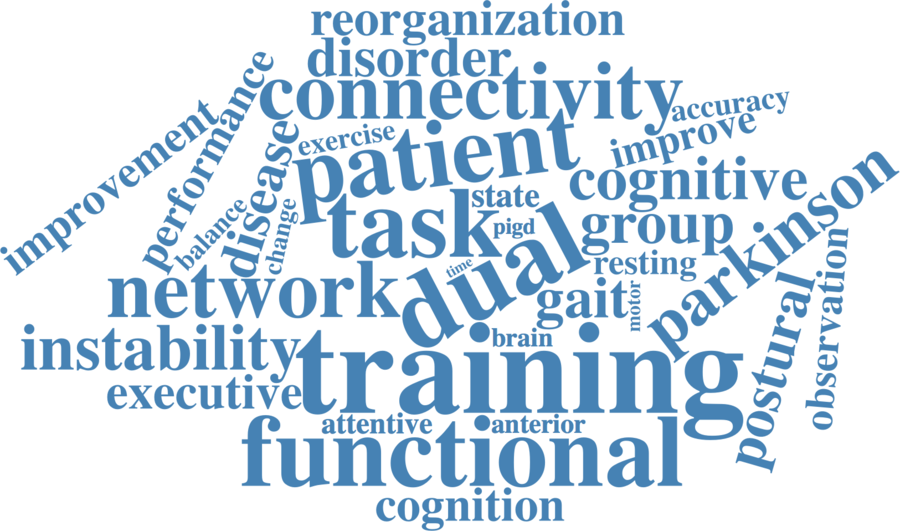 reorganization
disorder
connectivity
accuracy
performance
improvement
exercise
improve
patient
disease
cognitive
parkinson
state
task
balance
change
pigd
group
dual
time
resting
network
gait
motor
observation
postural
instability
brain
training
executive
attentive
anterior
functional
cognition